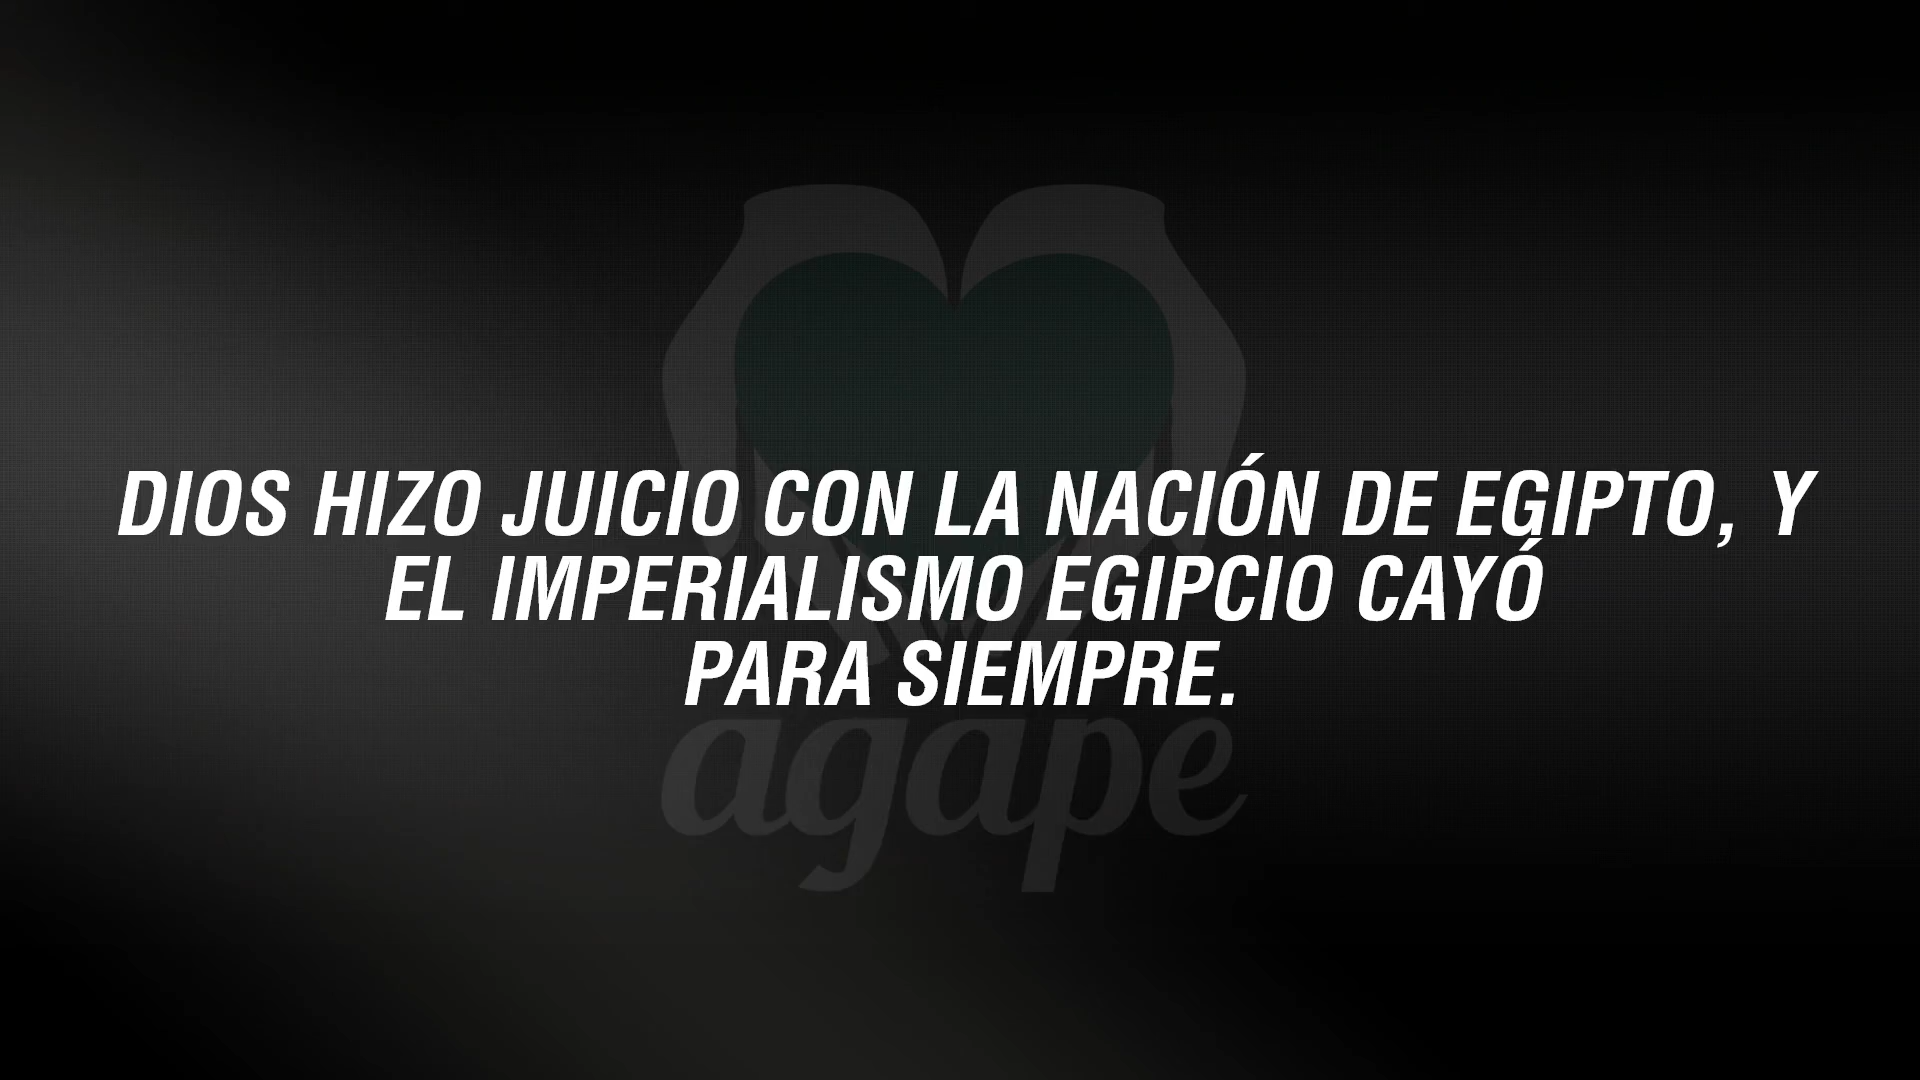 DIOS HIZO JUICIO CON LA NACIÓN DE EGIPTO, Y
EL IMPERIALISMO EGIPCIO CAYÓ
PARA SIEMPRE.
agape